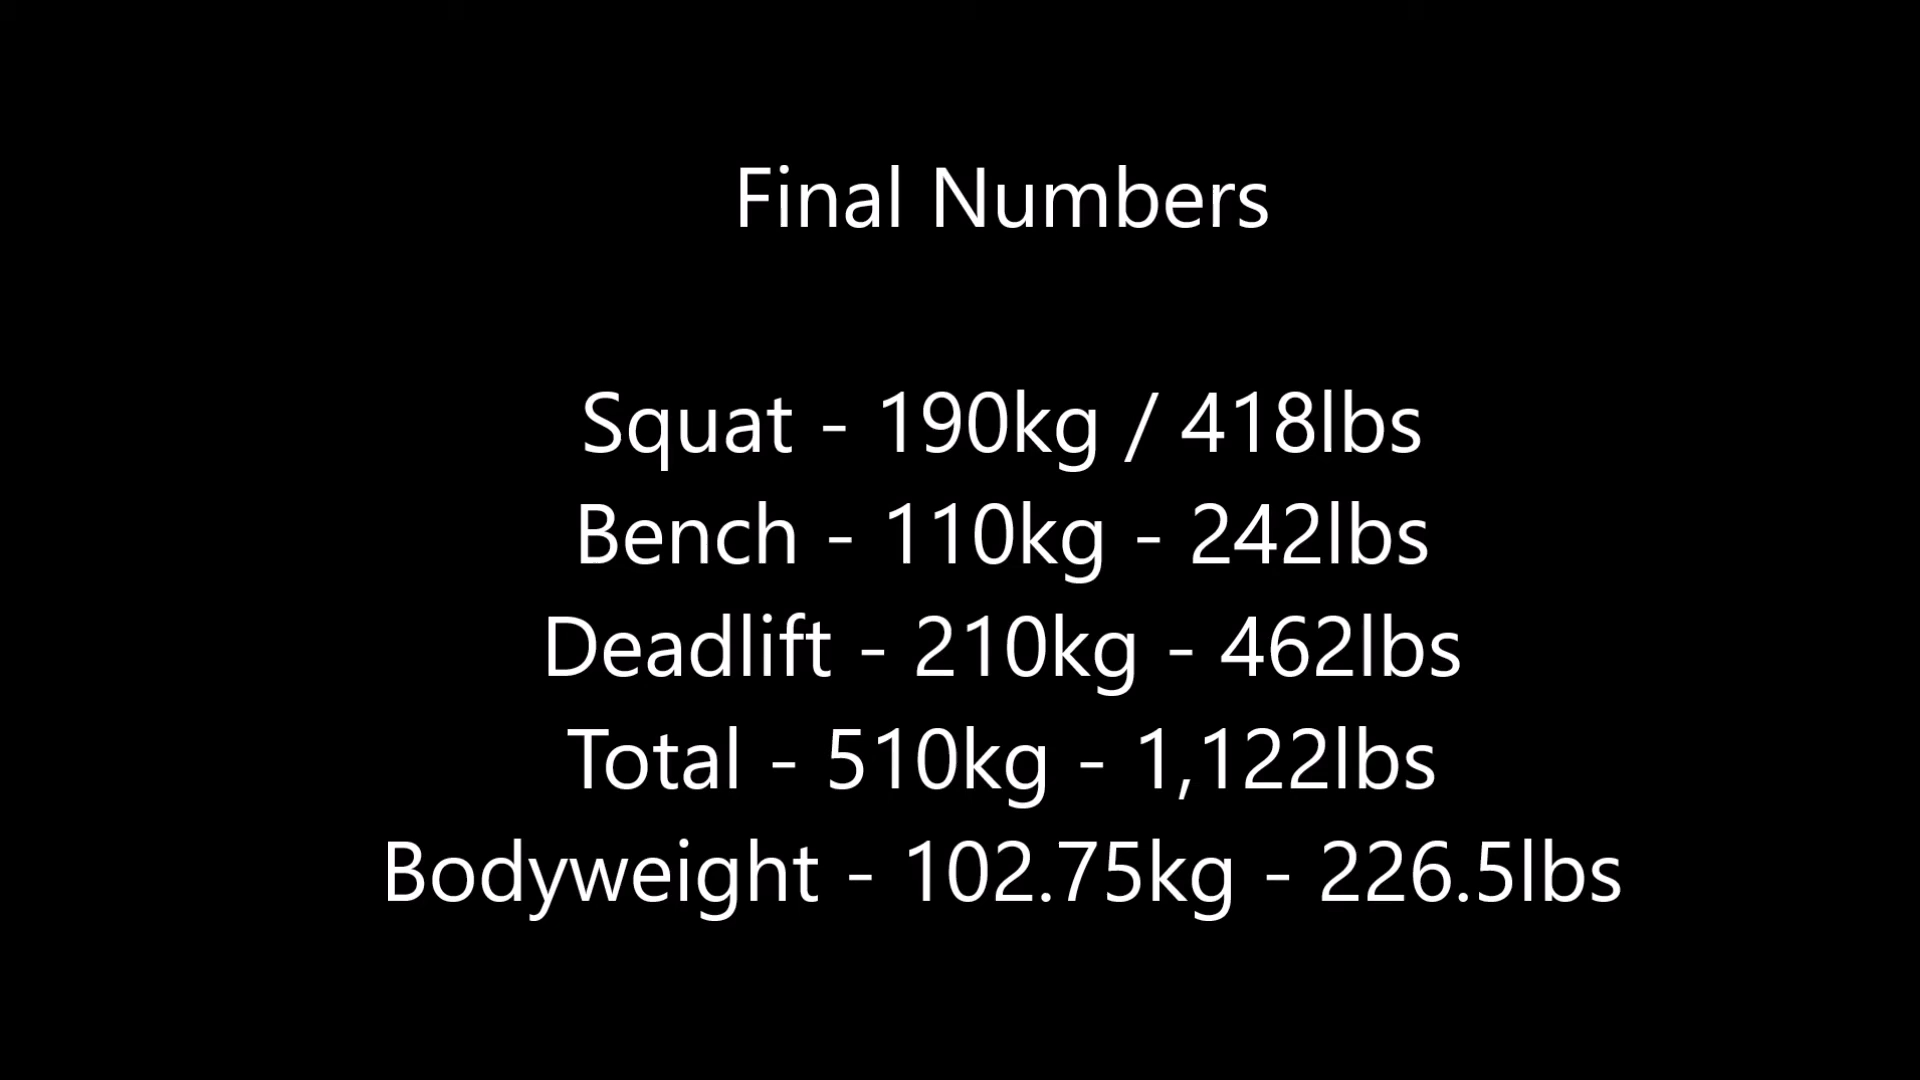 Final Numbers
Squat - 190kg / 418lbs
Bench - 110kg - 242lbs
Deadlift - 210kg - 462lbs
Total - 510kg - 1,122lbs
Bodyweight - 102.75kg - 226.5lbs